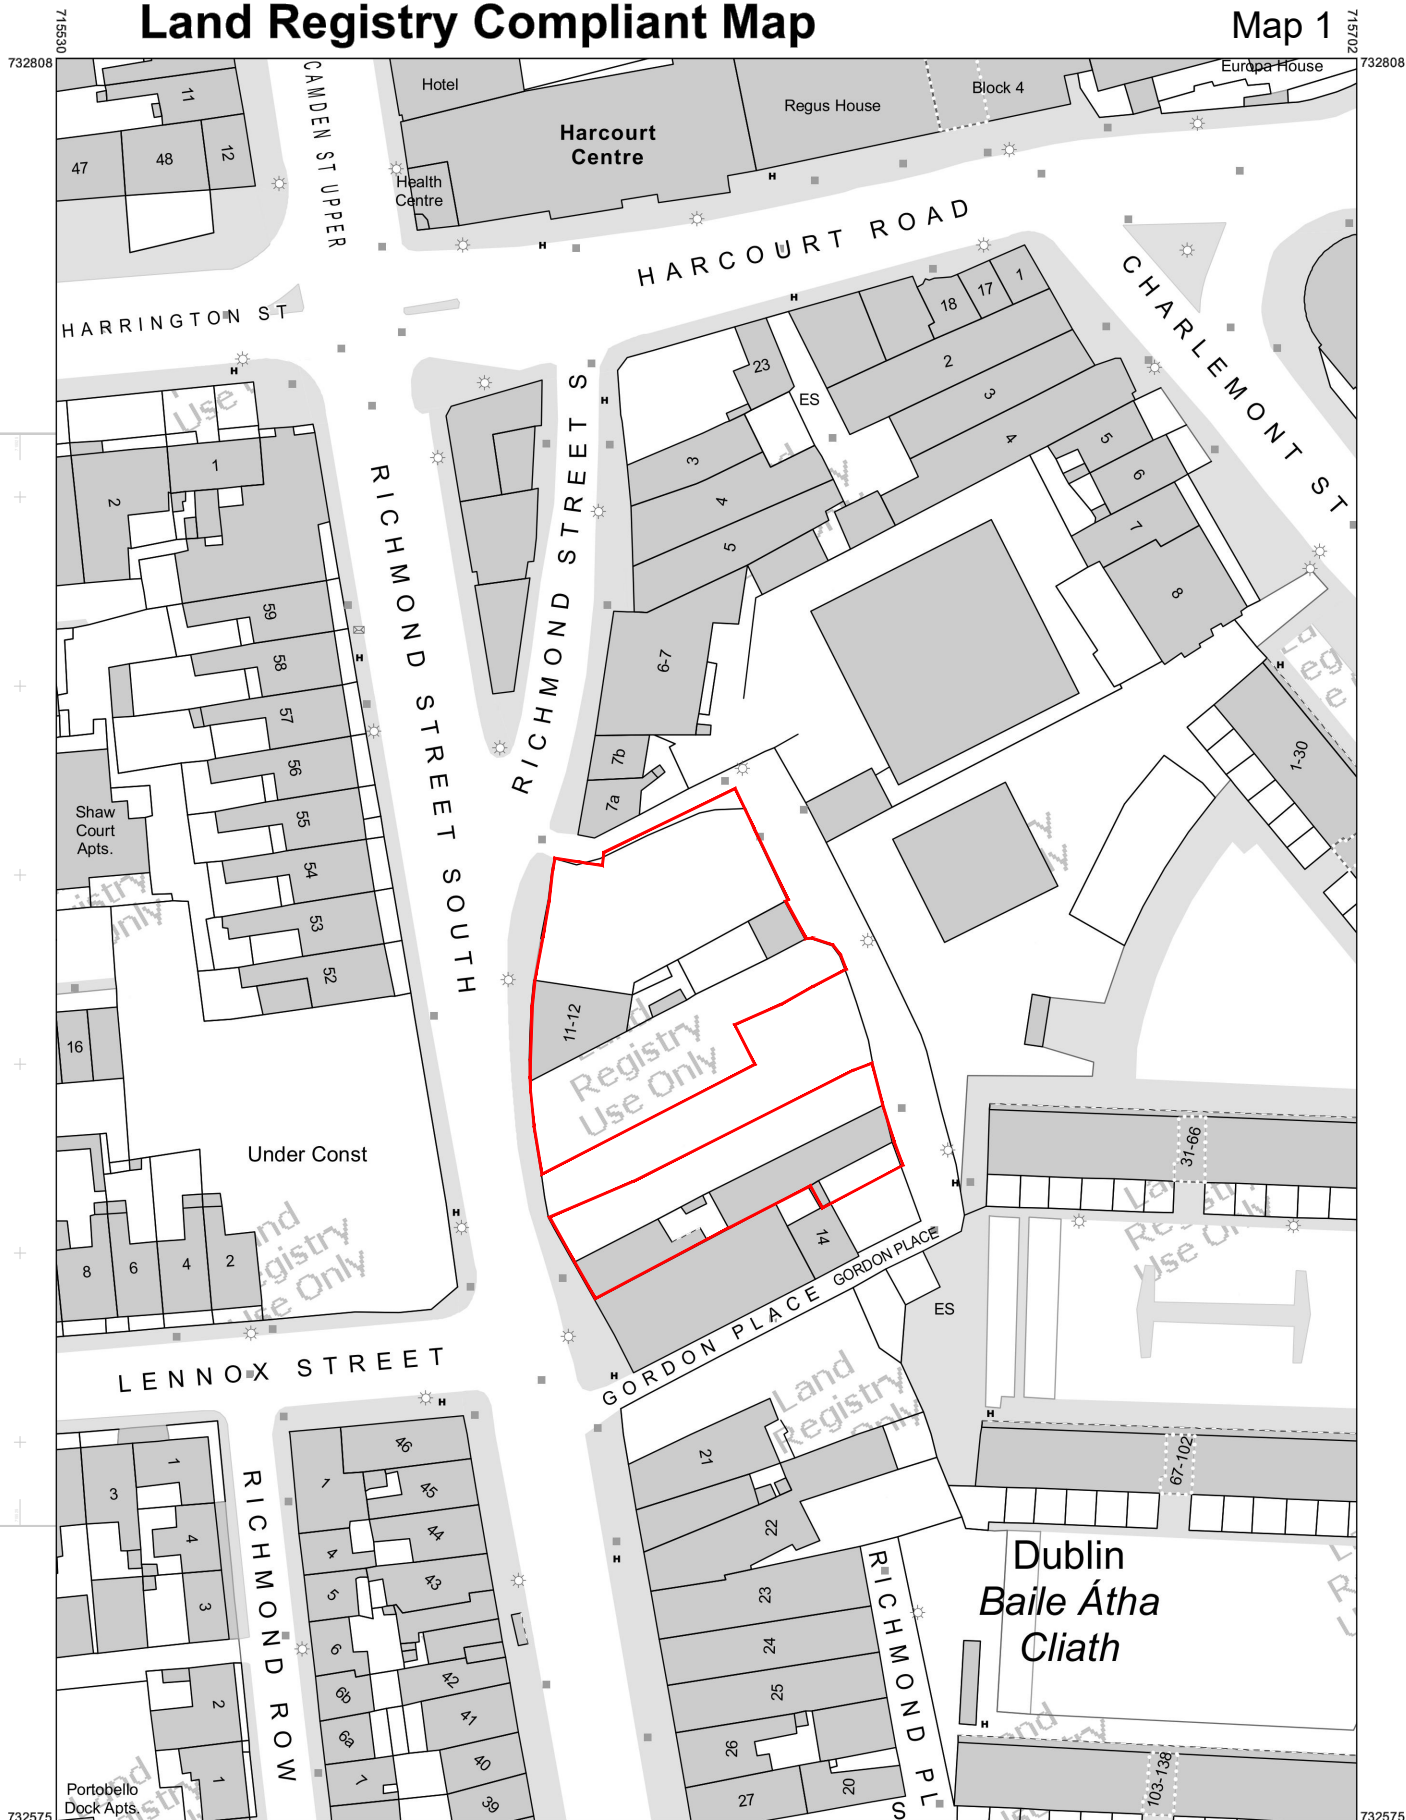 Land Registry Compliant Map
Map 1
715530
715702
732808
732808
CAMDEN ST UPPER
Hotel
Harcourt
Centre
Regus House
Block 4
Europa House
11
47
48
12
Health
Centre
HARCOURT ROAD
HARRINGTON ST
CHARLEMONT ST
18
17
1
2
3
4
5
6
7
8
23
ES
3
4
5
6-7
7b
7a
RICHMOND STREET S
RICHMOND STREET SOUTH
Use
1
2
59
58
57
56
55
54
53
52
Shaw
Court
Apts.
16
Under Const
8
6
4
2
1-30
11-12
Land
Registry
Use Only
14
GORDON PLACE
GORDON PLACE
ES
31-66
67-102
103-138
LENNOX STREET
Land
Registry
Only
21
22
23
24
25
26
27
20
RICHMOND PL
S
RICHMOND ROW
1
3
4
3
2
1
1
46
45
44
4
43
5
6
42
6b
41
6a
40
7
39
Portobello
Dock Apts.
Dublin
Baile Átha
Cliath
H
H
H
H
H
H
H
H
H
H
H
H
H
H
732575
732575